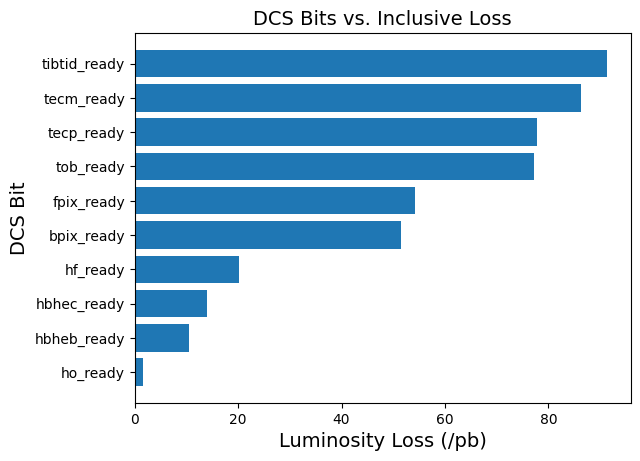 DCS Bits vs. Inclusive Loss
DCS Bit
tibtid_ready
tecm_ready
tecp_ready
tob_ready
fpix_ready
bpix_ready
hf_ready
hbhec_ready
hbheb_ready
ho_ready
0 20 40 60 80
Luminosity Loss (/pb)